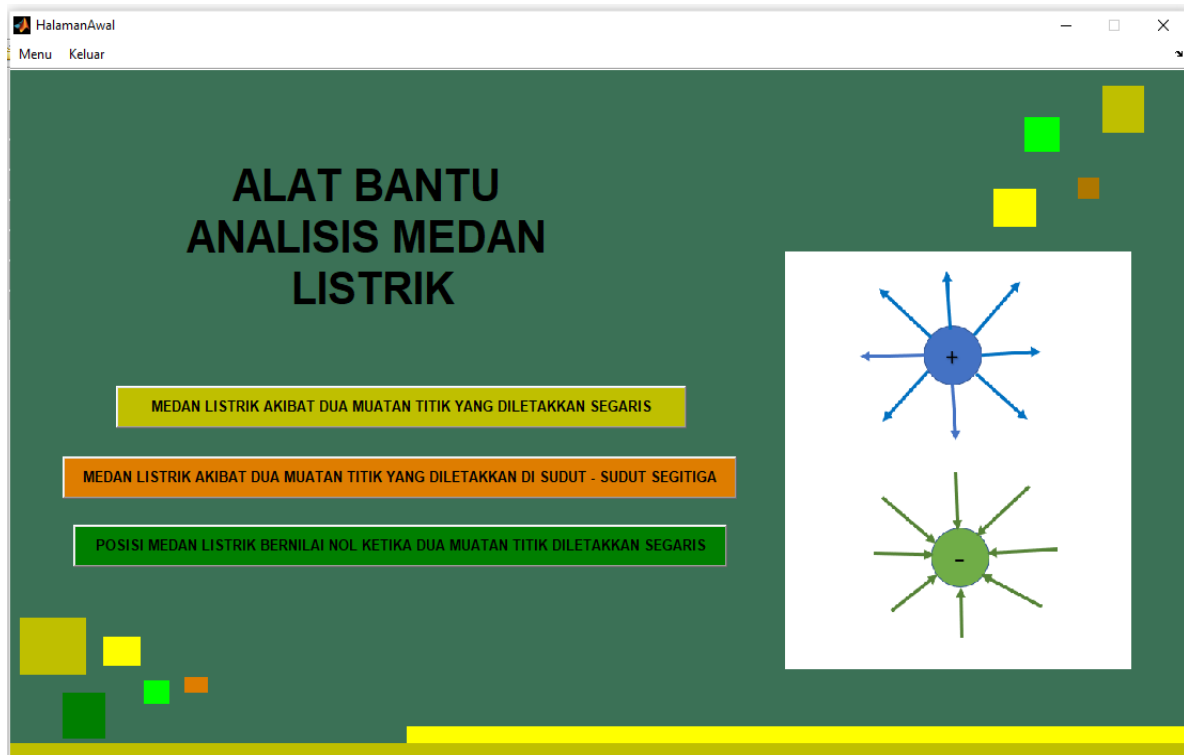 HalamanAwal
Menu Keluar
ALAT BANTU
ANALISIS MEDAN
LISTRIK
MEDAN LISTRIK AKIBAT DUA MUATAN TITIK YANG DILETAKKAN SEGARIS
MEDAN LISTRIK AKIBAT DUA MUATAN TITIK YANG DILETAKKAN DI SUDUT - SUDUT SEGITIGA
POSISI MEDAN LISTRIK BERNILAI NOL KETIKA DUA MUATAN TITIK DILETAKKAN SEGARIS
+
-